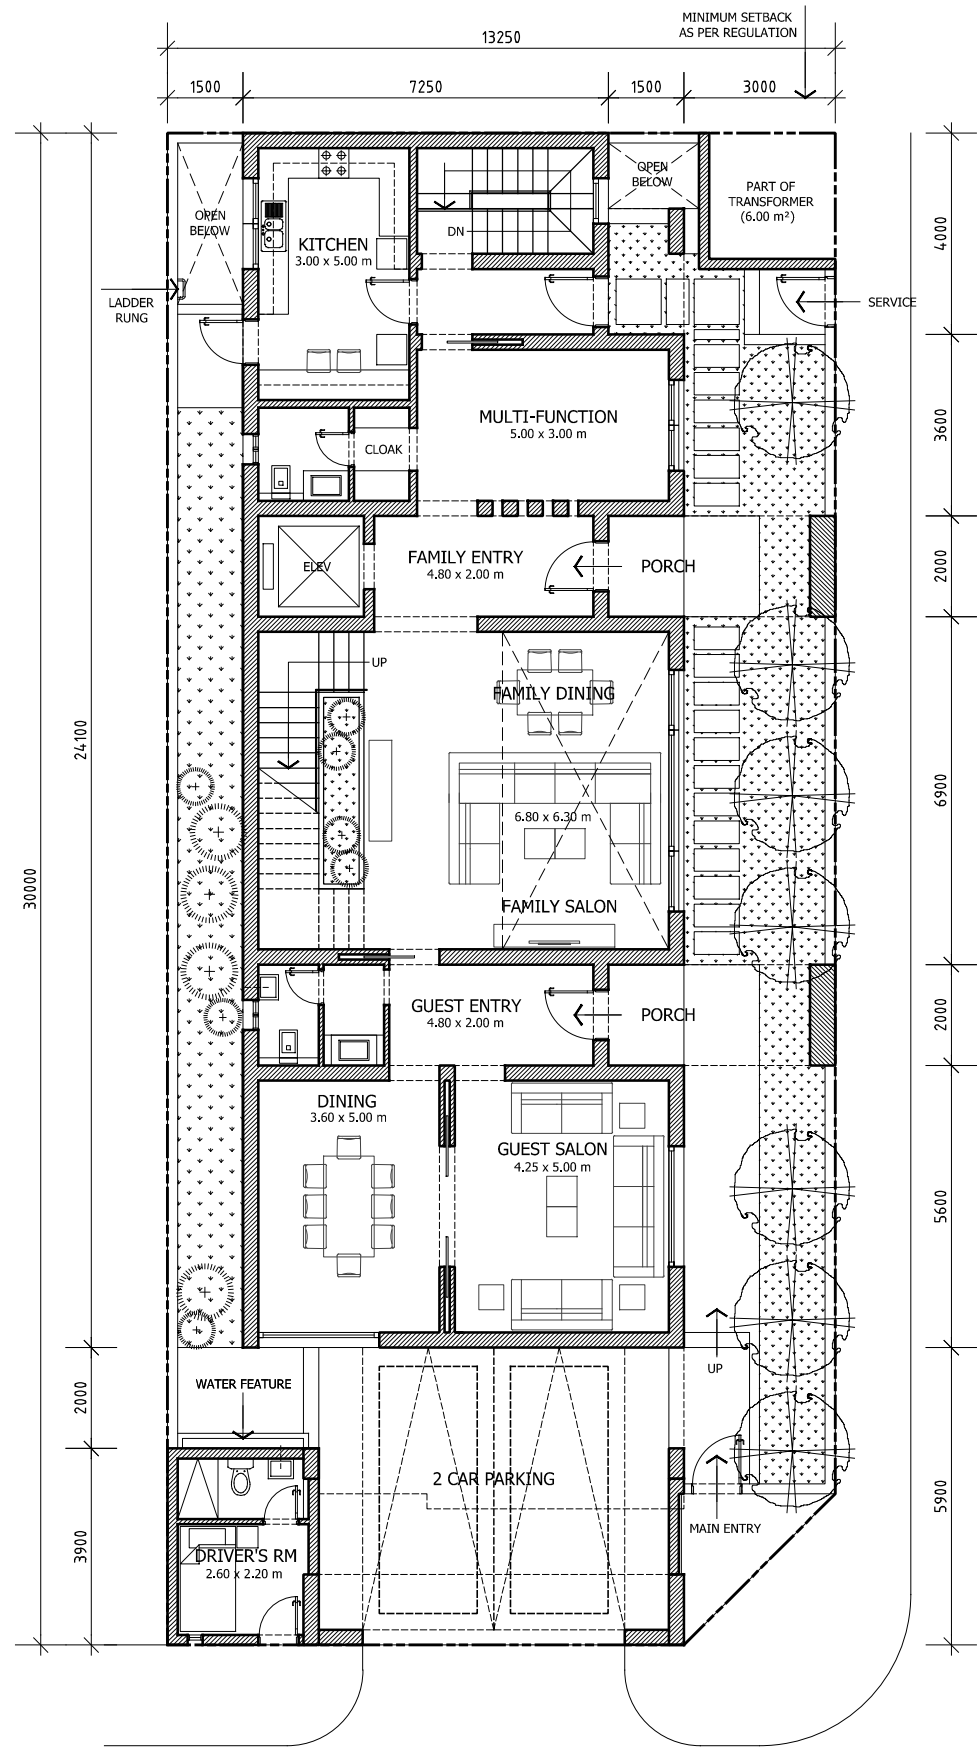 MINIMUM SETBACK
AS PER REGULATION
13250
1500
7250
1500
3000
OPEN
BELOW
PART OF
TRANSFORMER
(6.00 m²)
OPEN
BELOW
DN
KITCHEN
3.00 x 5.00 m
4000
LADDER
RUNG
SERVICE
MULTI-FUNCTION
5.00 x 3.00 m
3600
CLOAK
ELEV
FAMILY ENTRY
4.80 x 2.00 m
PORCH
2000
UP
FAMILY DINING
24100
6900
6.80 x 6.30 m
30000
FAMILY SALON
GUEST ENTRY
4.80 x 2.00 m
PORCH
2000
DINING
3.60 x 5.00 m
GUEST SALON
4.25 x 5.00 m
5600
UP
WATER FEATURE
2000
2 CAR PARKING
5900
MAIN ENTRY
3900
DRIVER'S RM
2.60 x 2.20 m